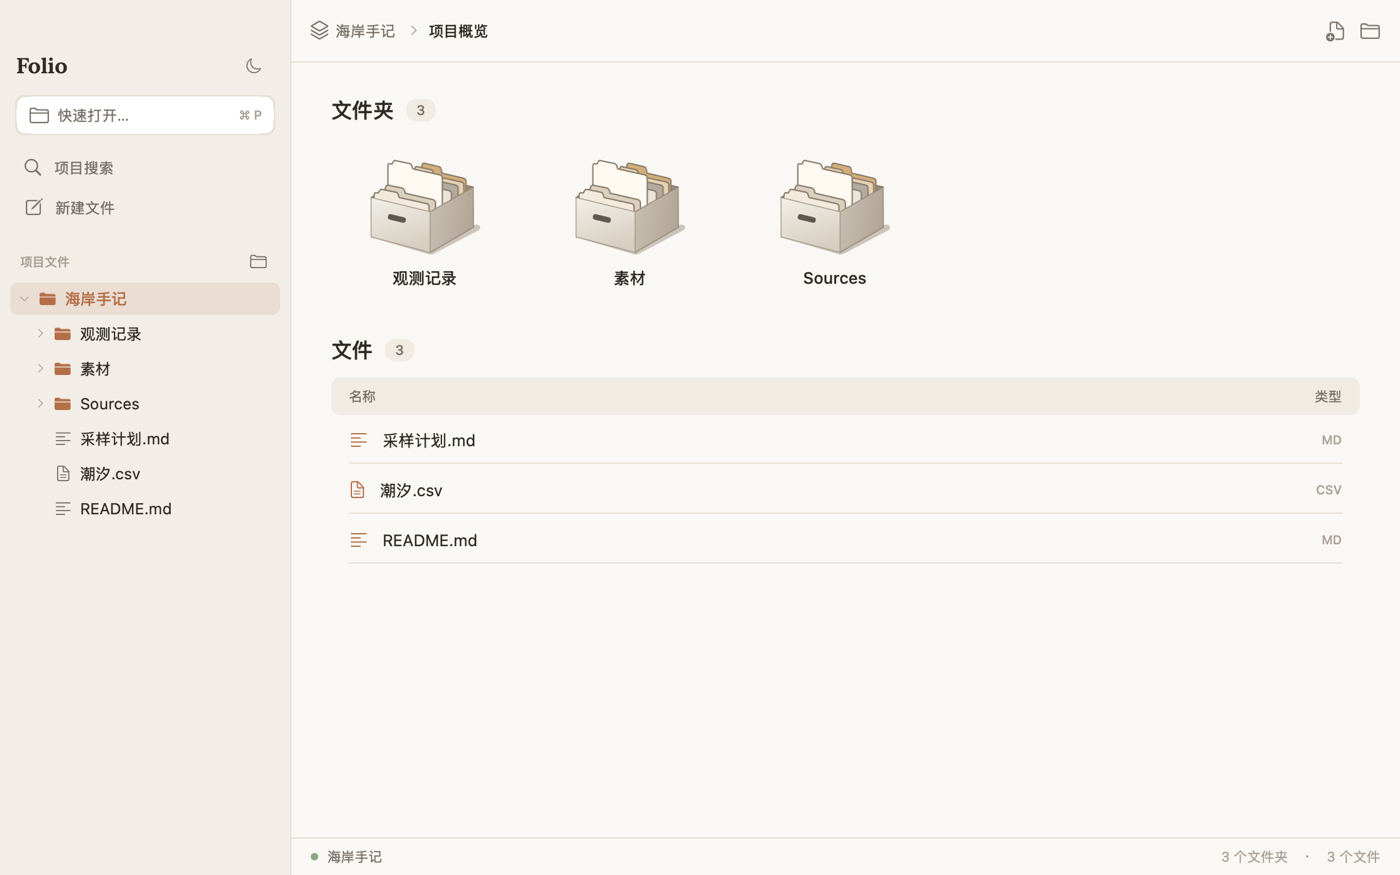 Folio
快速打开...
⌘ P
项目搜索
新建文件
项目文件
海岸手记
观测记录
素材
Sources
采样计划.md
潮汐.csv
README.md
海岸手记
项目概览
文件夹 3
观测记录
素材
Sources
文件 3
名称 类型
采样计划.md MD
潮汐.csv CSV
README.md MD
海岸手记
3 个文件夹 · 3 个文件